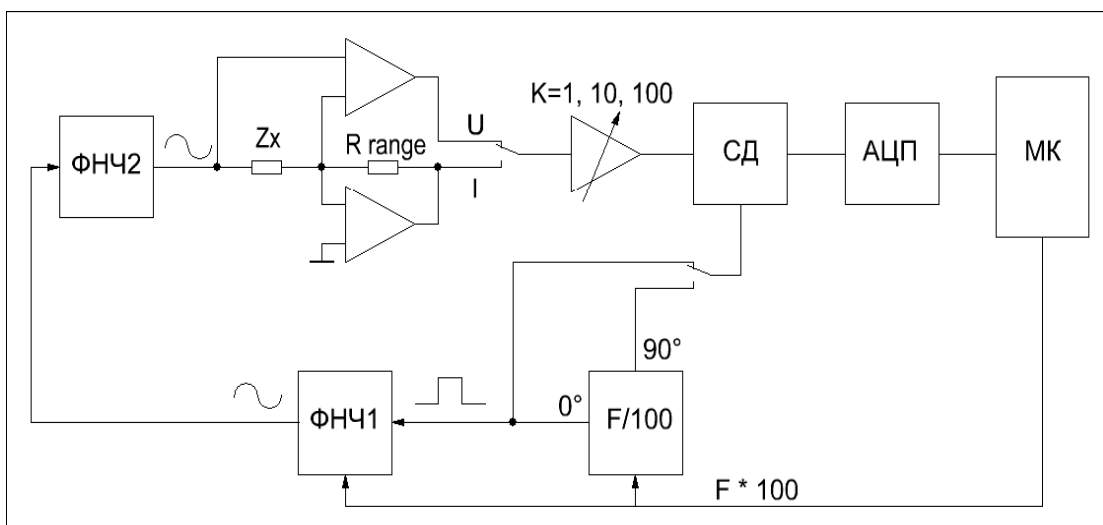 K=1, 10, 100
U
Zx
R range
ФНЧ2
СД
АЦП
МК
I
90°
0°
ФНЧ1
F/100
F * 100